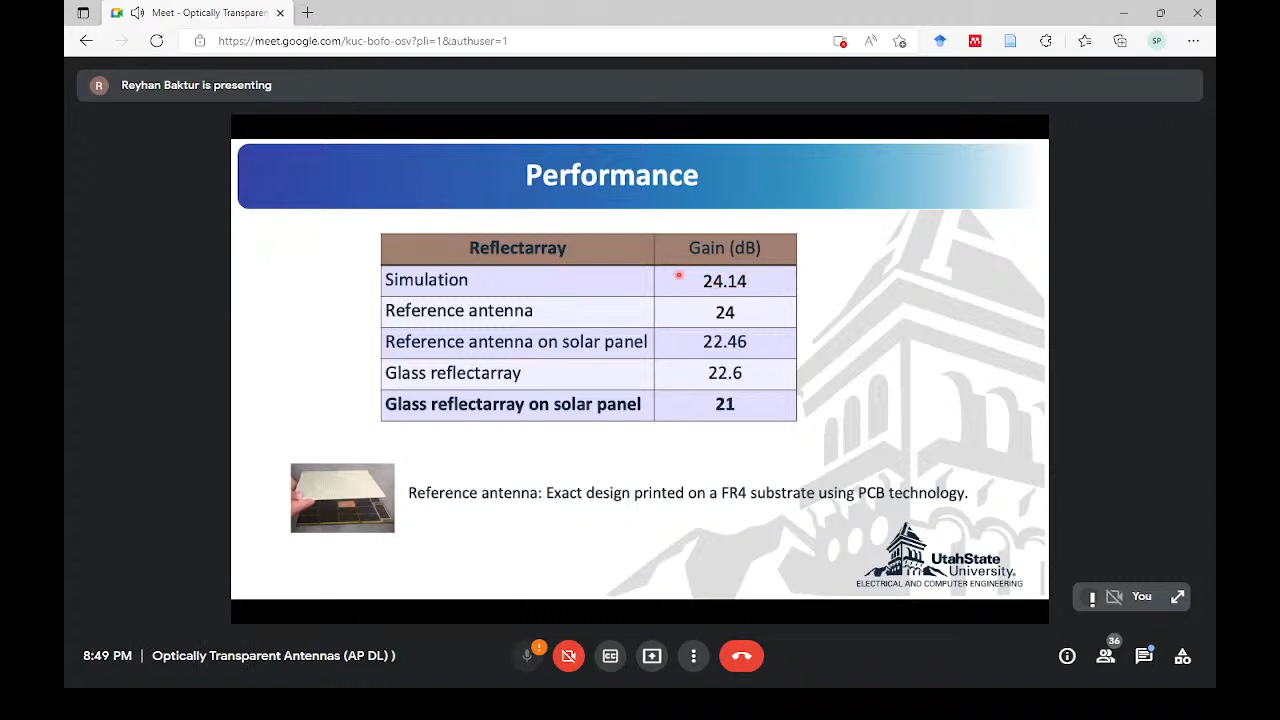 Meet - Optically Transparen
https://meet.google.com/kuc-bofo-osv?pli=1&authuser=1
SP
R
Reyhan Baktur is presenting
Performance
Reflectarray Gain (dB)
Simulation 24.14
Reference antenna 24
Reference antenna on solar panel 22.46
Glass reflectarray 22.6
Glass reflectarray on solar panel 21
Reference antenna: Exact design printed on a FR4 substrate using PCB technology.
UtahState
University®
ELECTRICAL AND COMPUTER ENGINEERING
You
8:49 PM | Optically Transparent Antennas (AP DL) )
CC
36